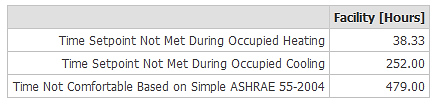 Facility [Hours]
Time Setpoint Not Met During Occupied Heating 38.33
Time Setpoint Not Met During Occupied Cooling 252.00
Time Not Comfortable Based on Simple ASHRAE 55-2004 479.00